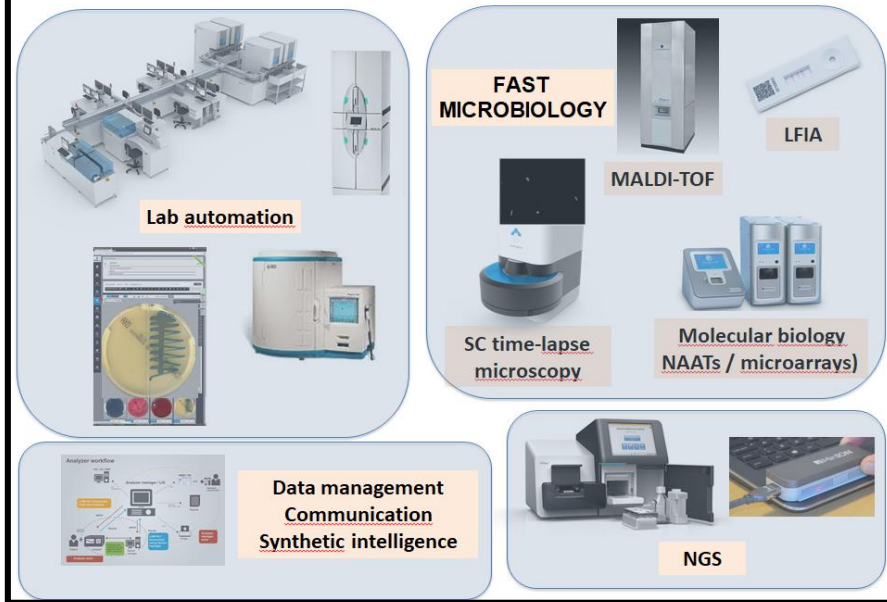 Lab automation
FAST
MICROBIOLOGY
MALDI-TOF
LFIA
SC time-lapse
microscopy
Molecular biology
NAATs / microarrays)
Analyzer workflow
Data management
Communication
Synthetic intelligence
NGS